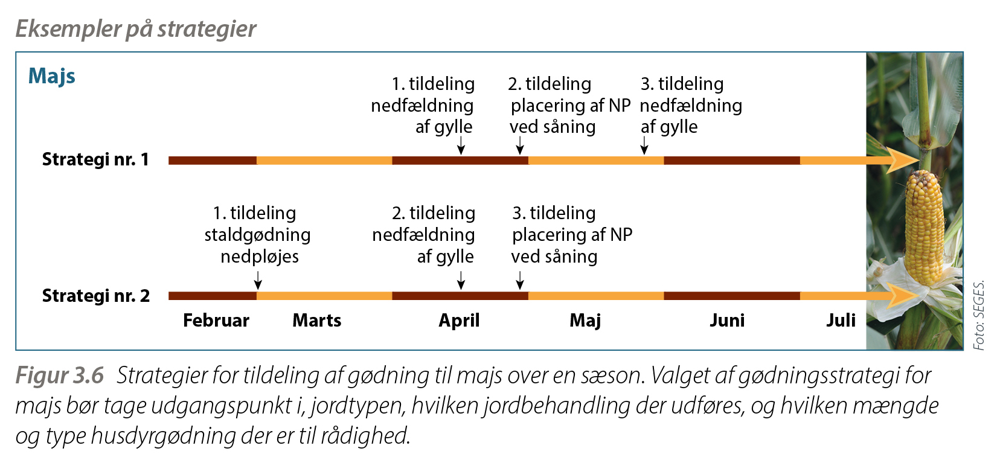 Eksempler på strategier
Majs
1. tildeling
nedfældning
af gylle
2. tildeling
placering af NP
ved såning
3. tildeling
nedfældning
af gylle
Strategi nr. 1
1. tildeling
staldgødning
nedpløjes
2. tildeling
nedfældning
af gylle
3. tildeling
placering af NP
ved såning
Strategi nr. 2
Februar Marts April Maj Juni Juli
Foto: SEGES.
Figur 3.6 Strategier for tildeling af gødning til majs over en sæson. Valget af gødningsstrategi for
majs bør tage udgangspunkt i, jordtypen, hvilken jordbehandling der udføres, og hvilken mængde
og type husdyrgødning der er til rådighed.